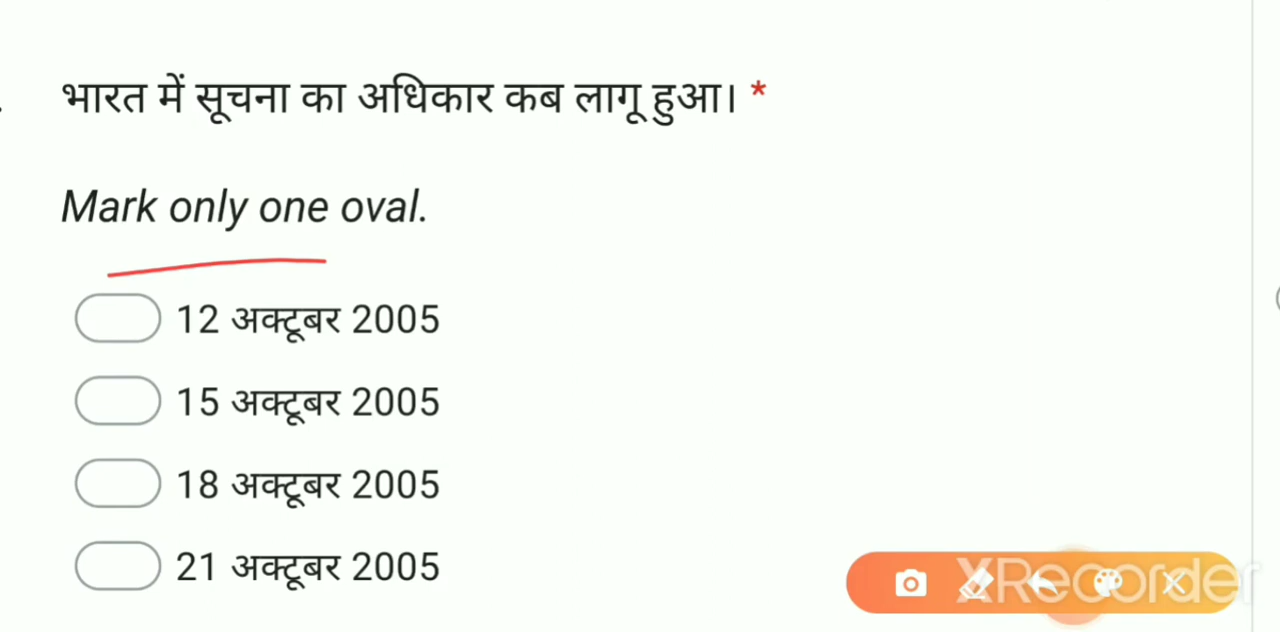 भारत में सूचना का अधिकार कब लागू हुआ। *
Mark only one oval.
12 अक्टूबर 2005
15 अक्टूबर 2005
18 अक्टूबर 2005
21 अक्टूबर 2005
XRecorder